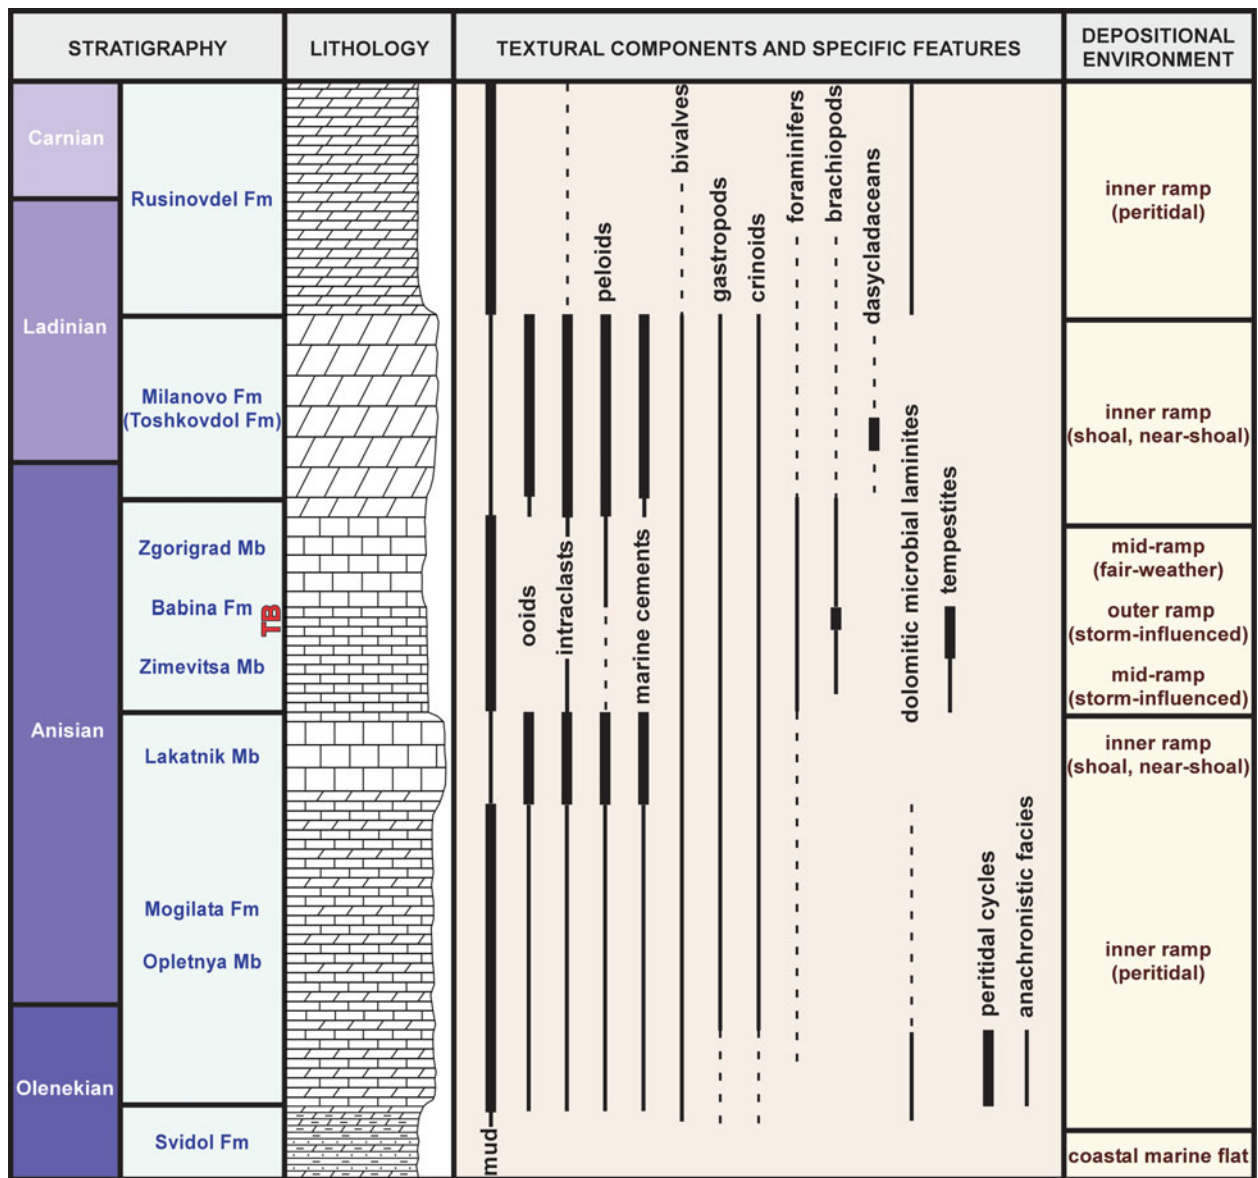 STRATIGRAPHY
LITHOLOGY
TEXTURAL COMPONENTS AND SPECIFIC FEATURES
DEPOSITIONAL
ENVIRONMENT
Carnian
Ladinian
Anisian
Olenekian
Rusinovdel Fm
Milanovo Fm
(Toshkovdol Fm)
Zgorigrad Mb
Babina Fm
TB
Zimevitsa Mb
Lakatnik Mb
Mogilata Fm
Opletnya Mb
Svidol Fm
mud
ooids
intraclasts
peloids
marine cements
bivalves
gastropods
crinoids
foraminifers
brachiopods
dasycladaceans
dolomitic microbial laminites
tempestites
peritidal cycles
anachronistic facies
inner ramp
(peritidal)
inner ramp
(shoal, near-shoal)
mid-ramp
(fair-weather)
outer ramp
(storm-influenced)
mid-ramp
(storm-influenced)
inner ramp
(shoal, near-shoal)
inner ramp
(peritidal)
coastal marine flat